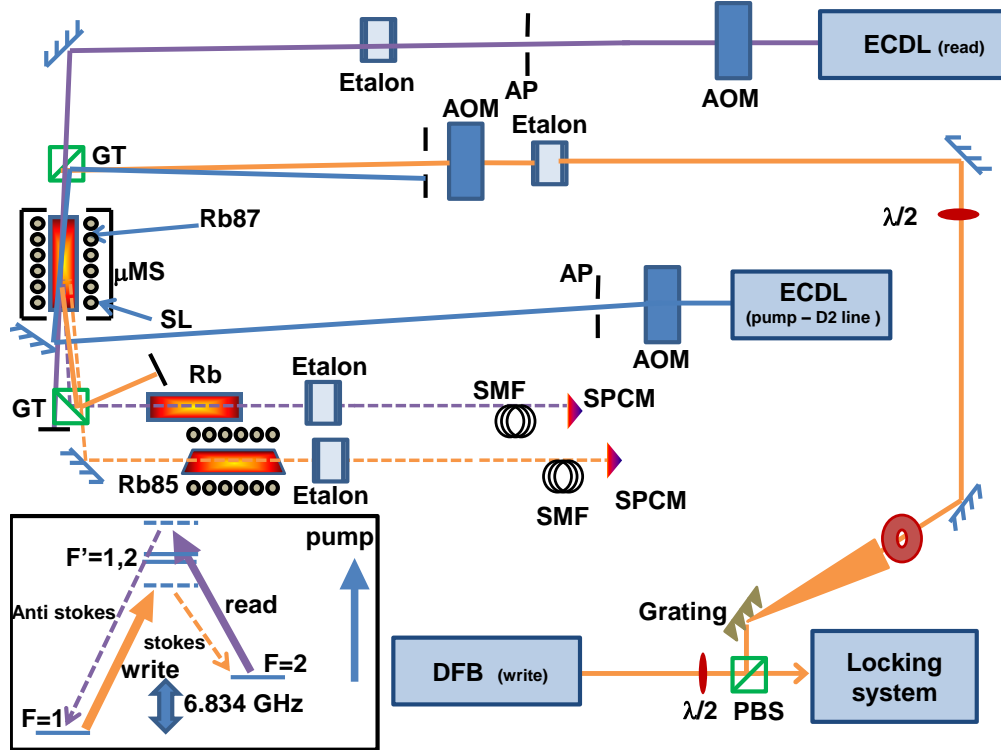 ECDL (read)
Etalon
AP
AOM
AOM
Etalon
GT
λ/2
Rb87
μMS
AP
ECDL
(pump – D2 line )
SL
AOM
Rb
Etalon
SMF
SPCM
GT
Rb85
Etalon
SMF
SPCM
pump
F’=1,2
Anti stokes
read
stokes
write
F=2
6.834 GHz
F=1
Grating
DFB (write)
Locking
system
λ/2
PBS